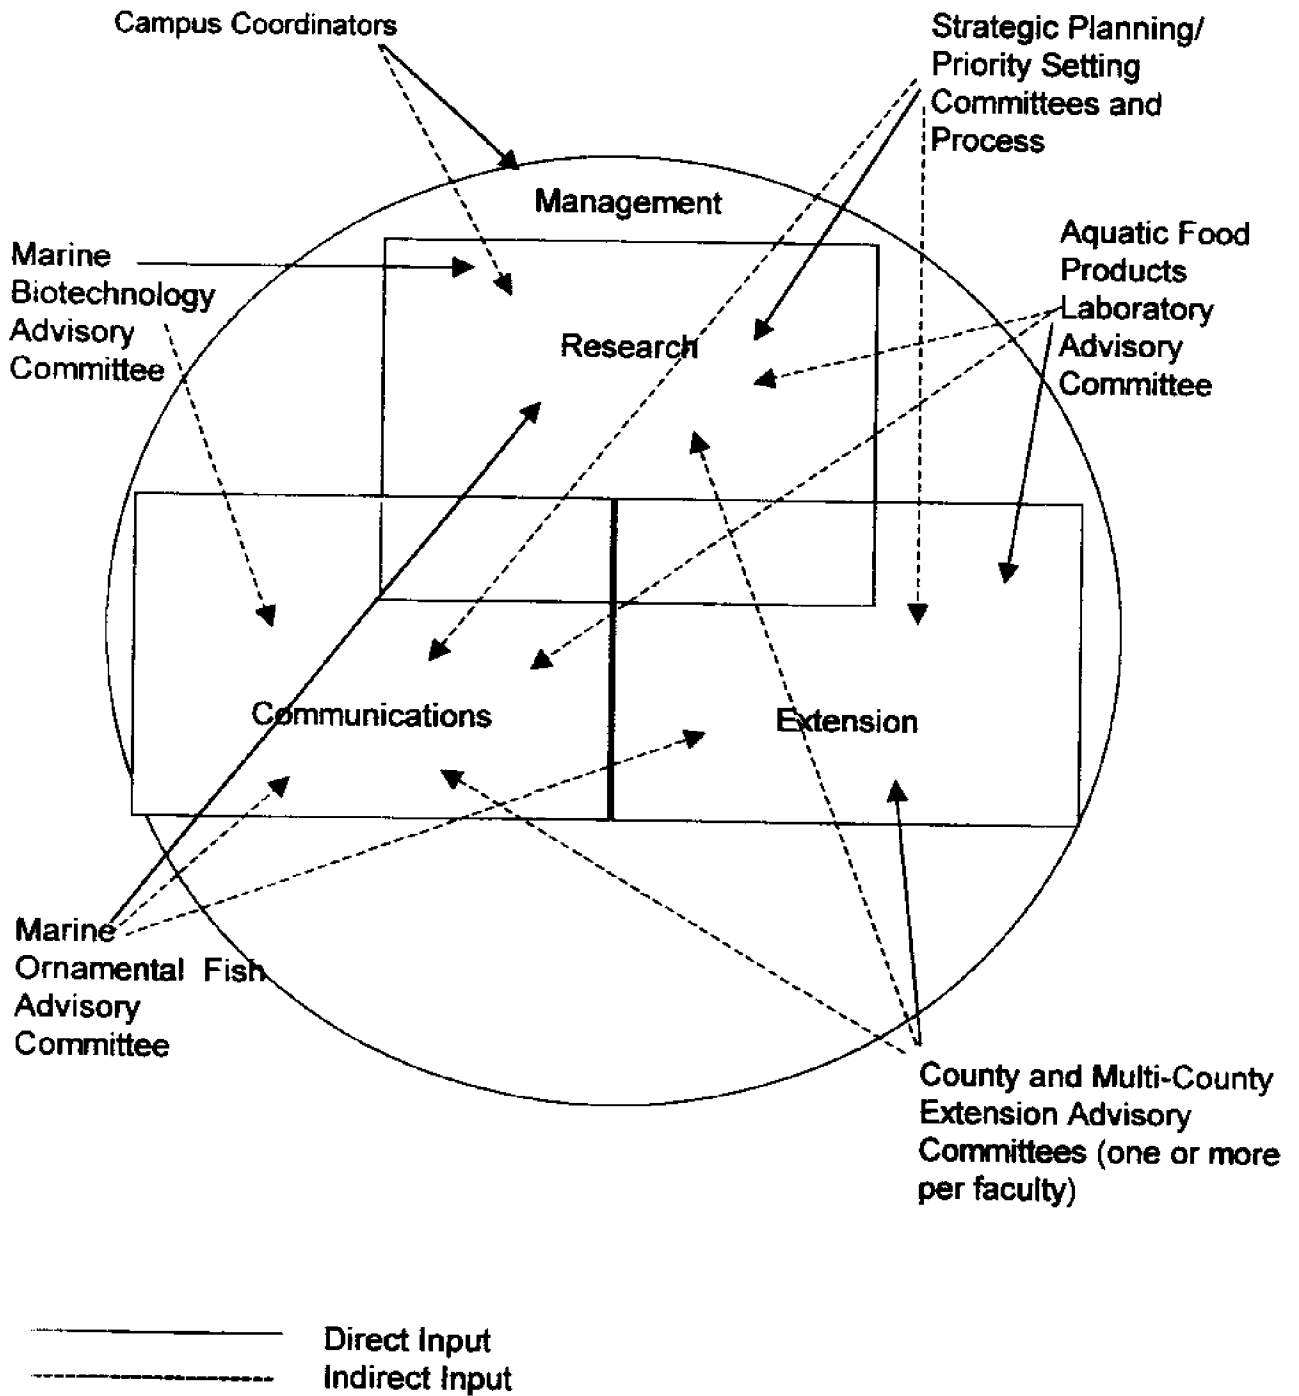 Campus Coordinators
Strategic Planning/
Priority Setting
Committees and
Process
Management
Marine
Biotechnology
Advisory
Committee
Aquatic Food
Products
Laboratory
Advisory
Committee
Research
Communications
Extension
Marine
Ornamental Fish
Advisory
Committee
County and Multi-County
Extension Advisory
Committees (one or more
per faculty)
Direct Input
Indirect Input